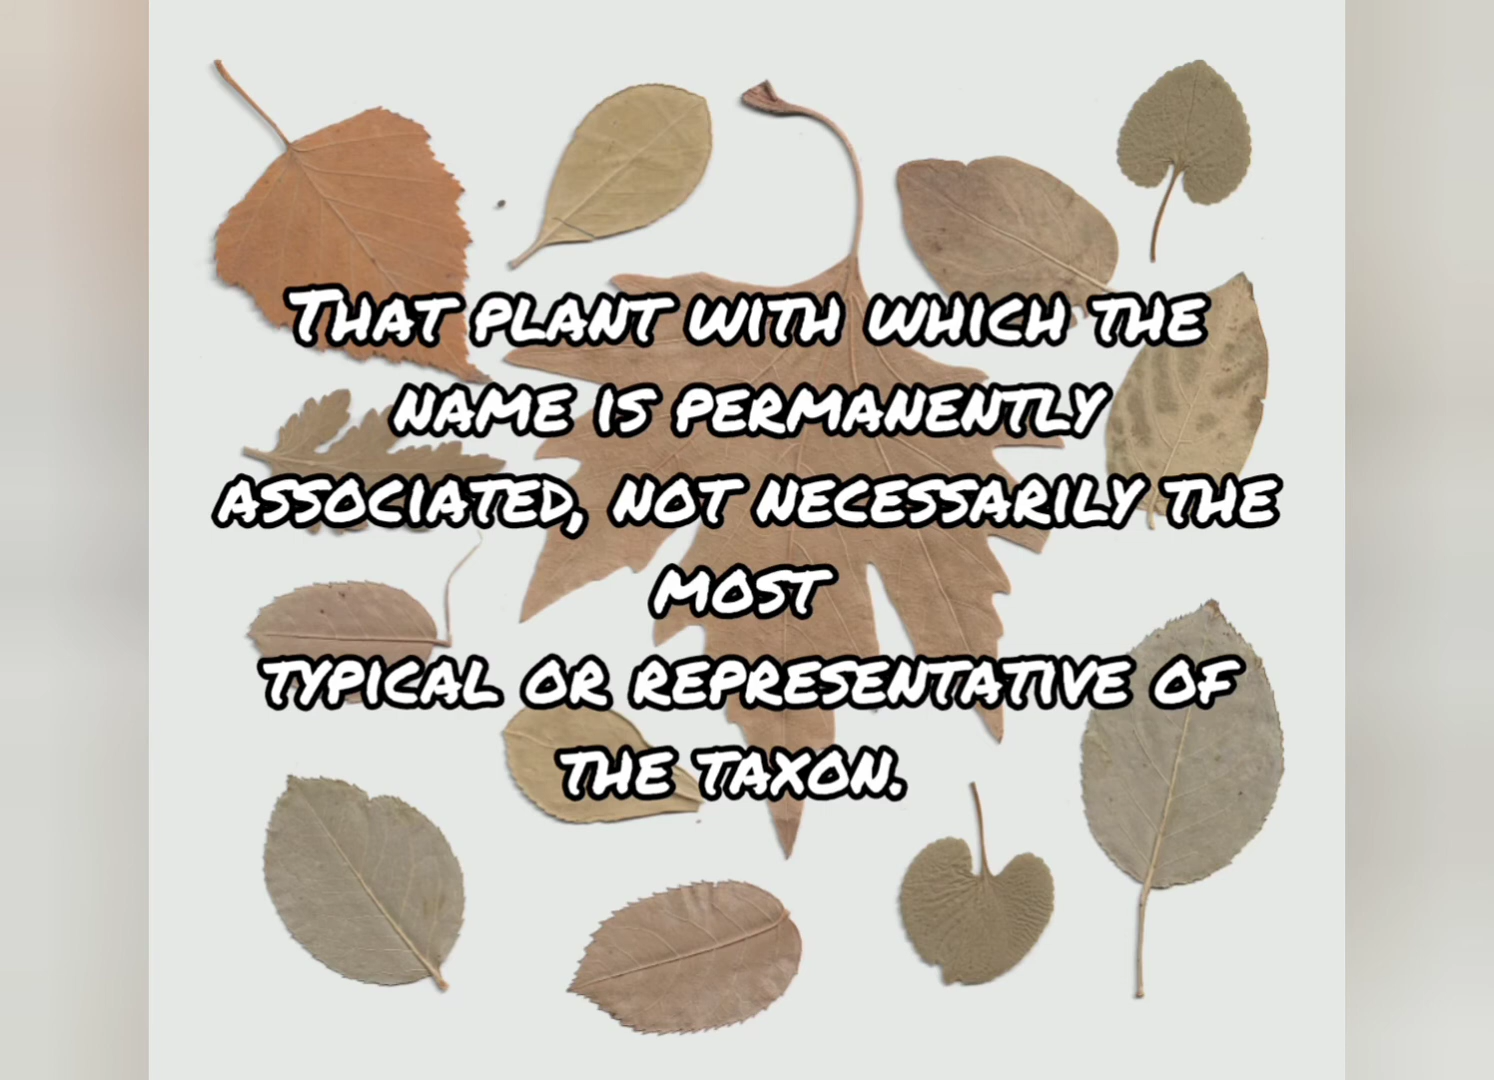 That plant with which the
name is permanently
associated, not necessarily the
most
typical or representative of
the taxon.